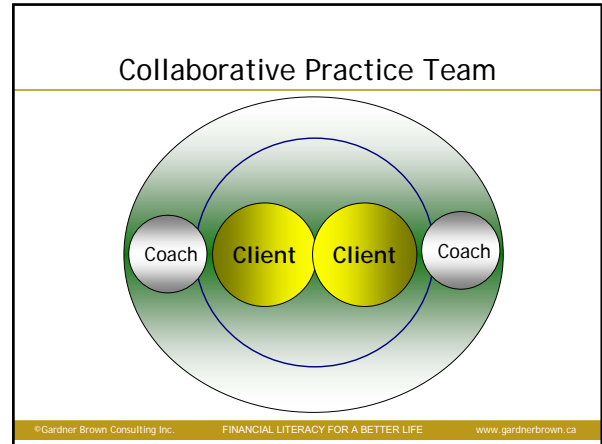 Collaborative Practice Team
Coach Client Client Coach
©Gardner Brown Consulting Inc. FINANCIAL LITERACY FOR A BETTER LIFE www.gardnerbrown.ca